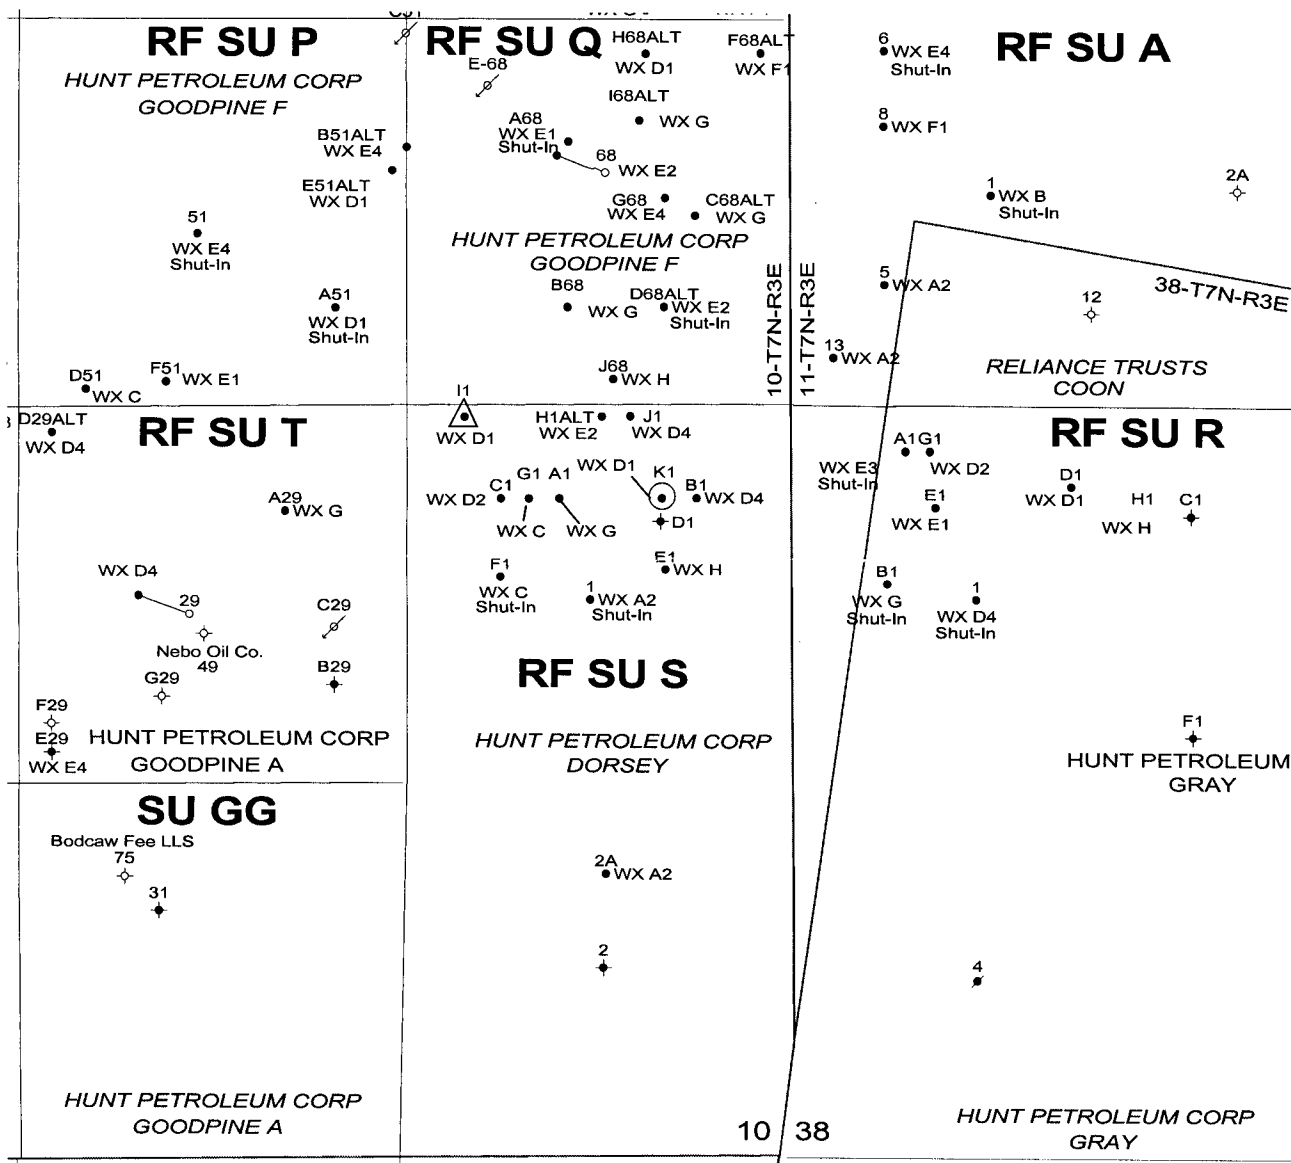 RF SU P
HUNT PETROLEUM CORP
GOODPINE F
B51ALT
WX E4
E51ALT
WX D1
51
WX E4
Shut-In
A51
WX D1
Shut-In
F51
WX E1
D51
WX C
RF SU Q
E-68
H68ALT
WX D1
F68ALT
WX F1
I68ALT
WX G
A68
WX E1
Shut-In
68
WX E2
G68
WX E4
C68ALT
WX G
HUNT PETROLEUM CORP
GOODPINE F
B68
WX G
D68ALT
WX E2
Shut-In
J68
WX H
10-T7N-R3E
11-T7N-R3E
RF SU A
6
WX E4
Shut-In
8
WX F1
1
WX B
Shut-In
2A
5
WX A2
38-T7N-R3E
12
13
WX A2
RELIANCE TRUSTS
COON
D29ALT
WX D4
RF SU T
A29
WX G
WX D4
29
C29
Nebo Oil Co.
49
G29
B29
F29
E29
WX E4
HUNT PETROLEUM CORP
GOODPINE A
I1
WX D1
H1ALT
WX E2
J1
WX D4
WX D1
K1
WX D2
C1
G1
A1
B1
WX D4
WX C
WX G
D1
F1
WX C
Shut-In
E1
WX H
1
WX A2
Shut-In
RF SU S
HUNT PETROLEUM CORP
DORSEY
2A
WX A2
2
RF SU R
A1
G1
WX E3
Shut-In
WX D2
E1
WX E1
D1
WX D1
H1
WX H
C1
B1
WX G
Shut-In
1
WX D4
Shut-In
F1
HUNT PETROLEUM
GRAY
4
SU GG
Bodcaw Fee LLS
75
31
HUNT PETROLEUM CORP
GOODPINE A
10
38
HUNT PETROLEUM CORP
GRAY